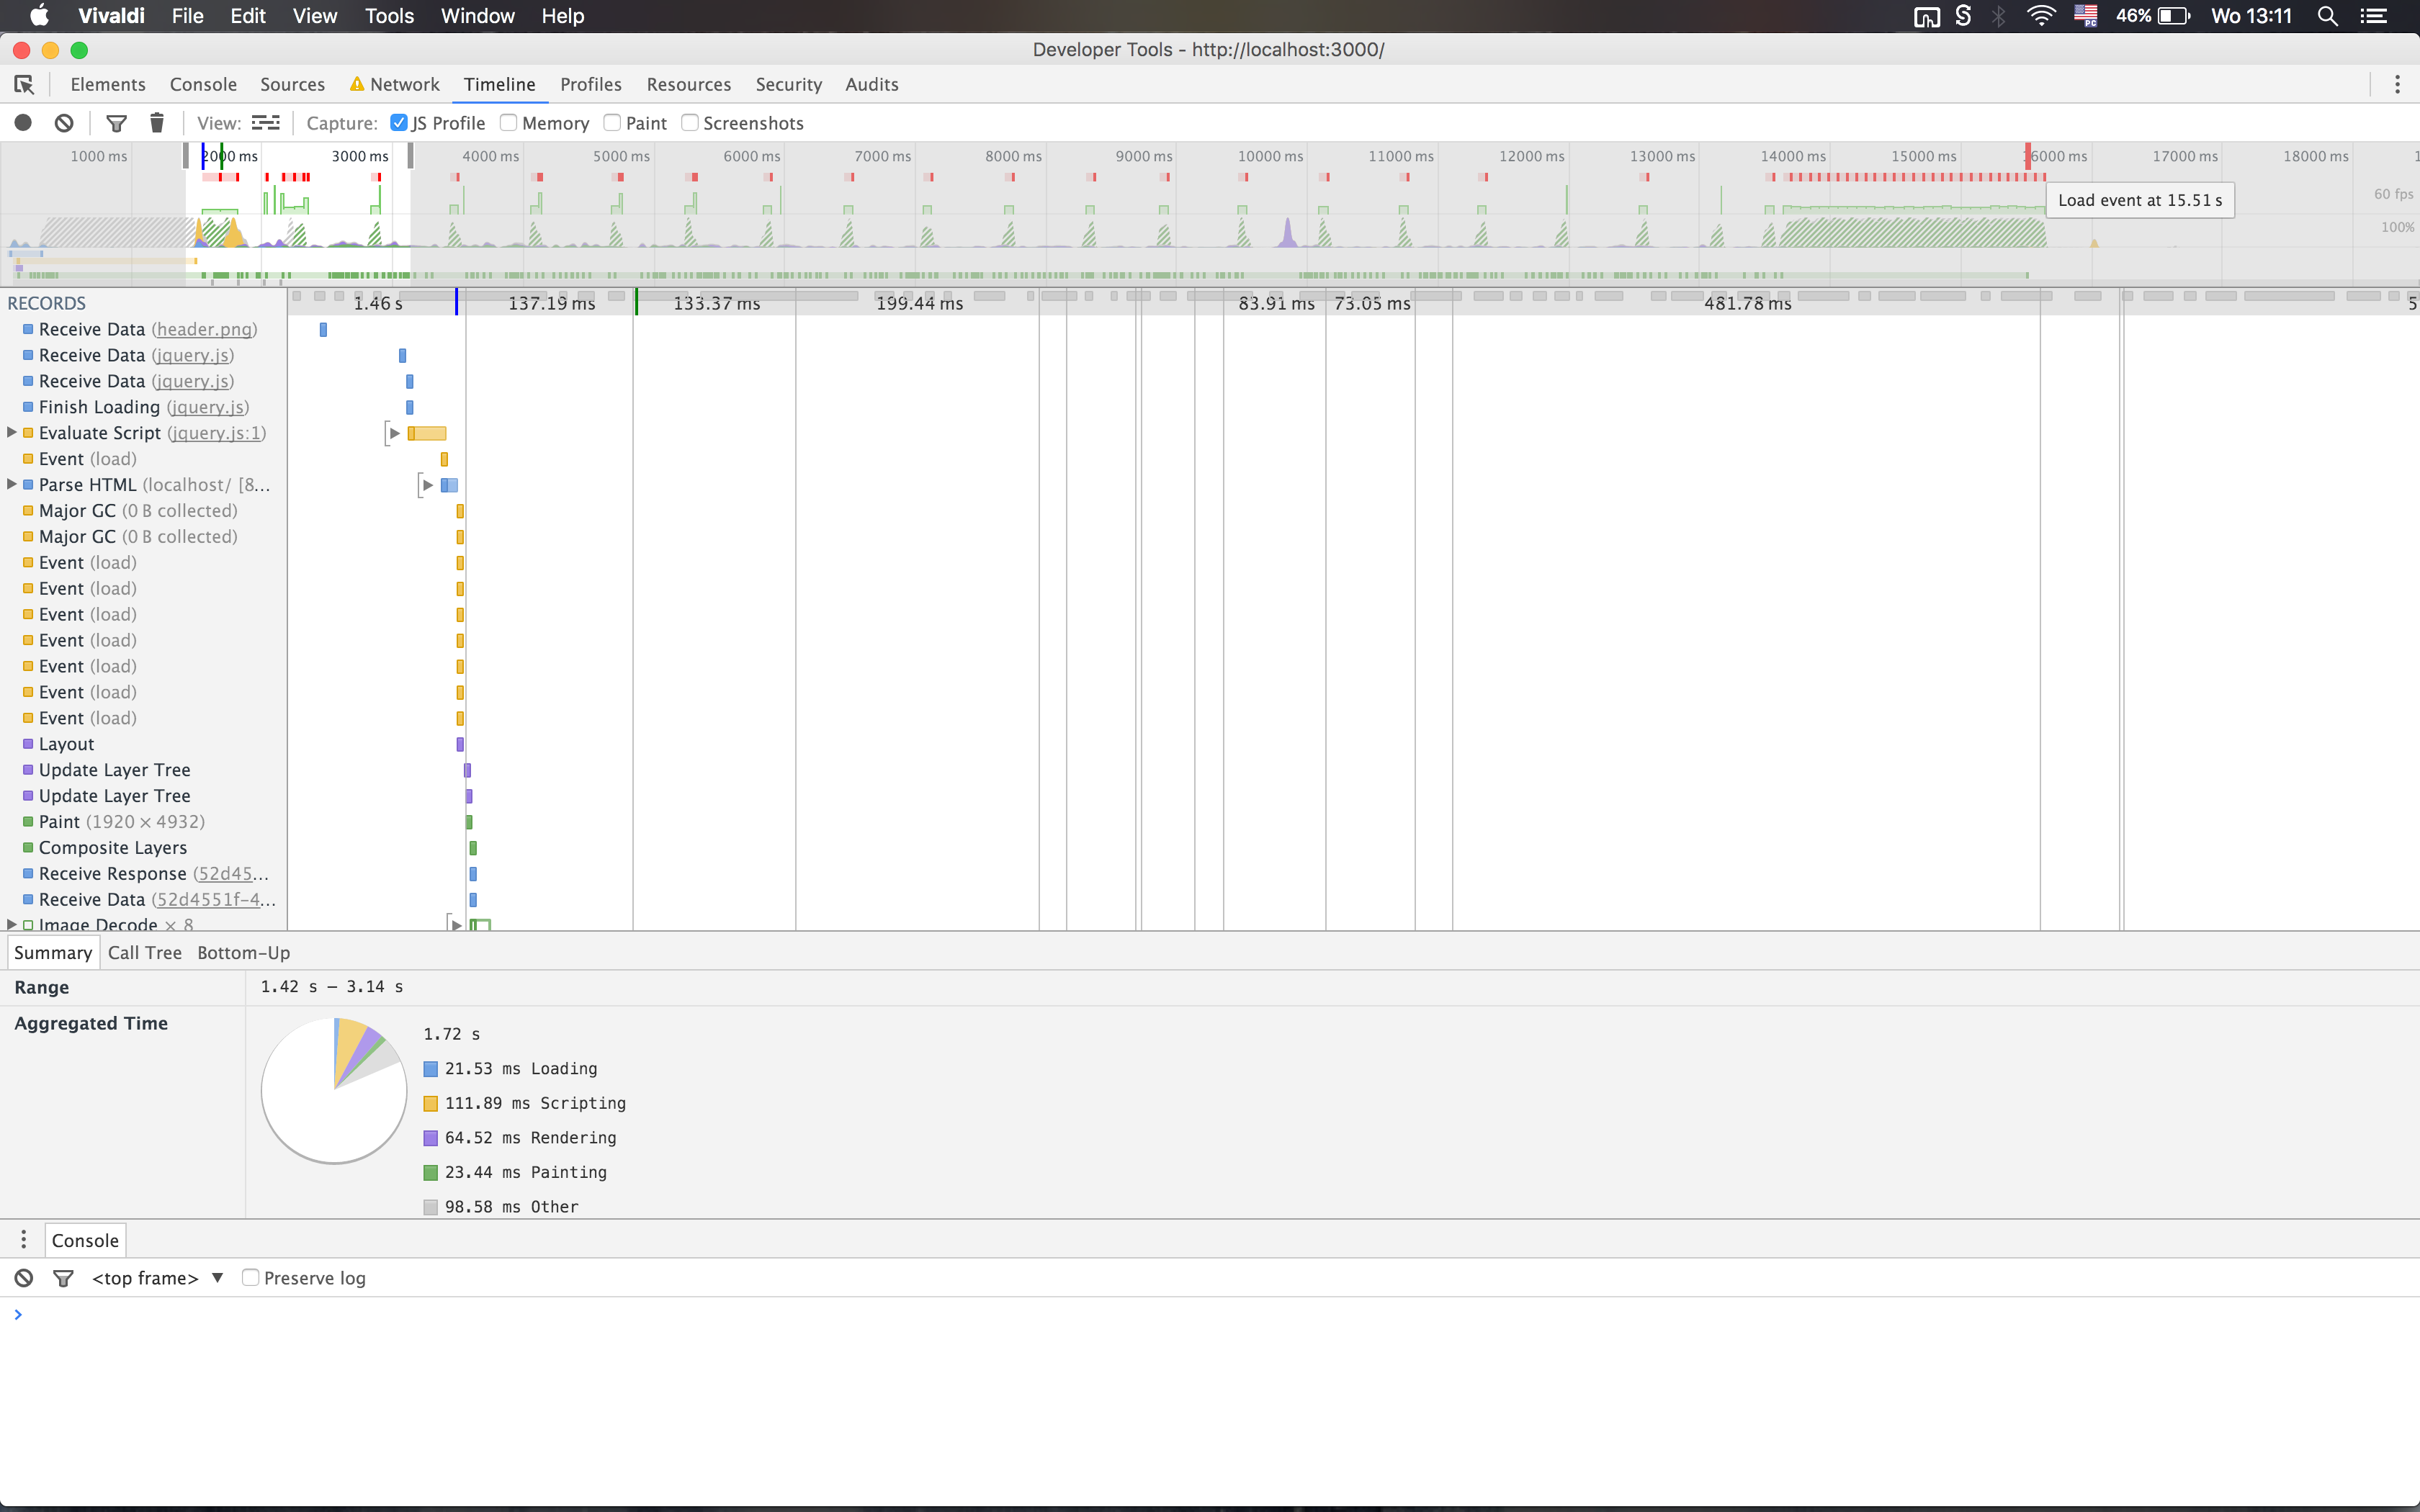 Vivaldi File Edit View Tools Window Help 46% Wo 13:11
Developer Tools - http://localhost:3000/
Elements Console Sources Network Timeline Profiles Resources Security Audits
View: Capture: JS Profile Memory Paint Screenshots
1000 ms 2000 ms 3000 ms 4000 ms 5000 ms 6000 ms 7000 ms 8000 ms 9000 ms 10000 ms 11000 ms 12000 ms 13000 ms 14000 ms 15000 ms 16000 ms 17000 ms 18000 ms 1
60 fps
Load event at 15.51 s
100%
RECORDS 1.46 s 137.19 ms 133.37 ms 199.44 ms 83.91 ms 73.05 ms 481.78 ms 5
Receive Data (header.png)
Receive Data (jquery.js)
Receive Data (jquery.js)
Finish Loading (jquery.js)
Evaluate Script (jquery.js:1)
Event (load)
Parse HTML (localhost/ [8...
Major GC (0 B collected)
Major GC (0 B collected)
Event (load)
Event (load)
Event (load)
Event (load)
Event (load)
Event (load)
Event (load)
Layout
Update Layer Tree
Update Layer Tree
Paint (1920 × 4932)
Composite Layers
Receive Response (52d45...
Receive Data (52d4551f-4...
Image Decode × 8
Summary Call Tree Bottom-Up
Range 1.42 s – 3.14 s
Aggregated Time
1.72 s
21.53 ms Loading
111.89 ms Scripting
64.52 ms Rendering
23.44 ms Painting
98.58 ms Other
Console
<top frame> ▼ Preserve log
>